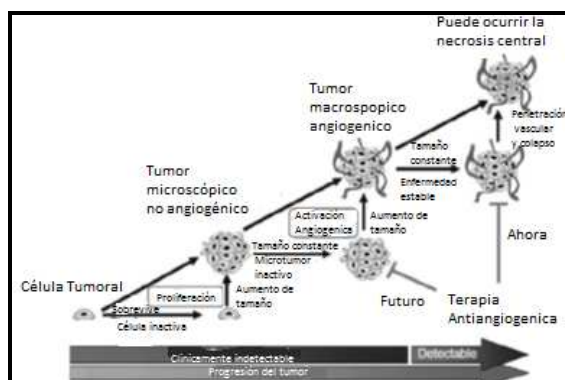 Puede ocurrir la
necrosis central
Tumor
macrospopico
angiogenico
Penetración
vascular
y colapso
Tamaño
constante
Enfermedad
estable
Tumor
microscópico
no angiogénico
Activación
Angiogenica
Aumento de
tamaño
Tamaño constante
Microtumor
inactivo
Ahora
Célula Tumoral
Proliferación
Aumento de
tamaño
Sobrevive
Célula inactiva
Futuro
Terapia
Antiangiogenica
Clinicamente indetectable
Detectable
Progresión del tumor